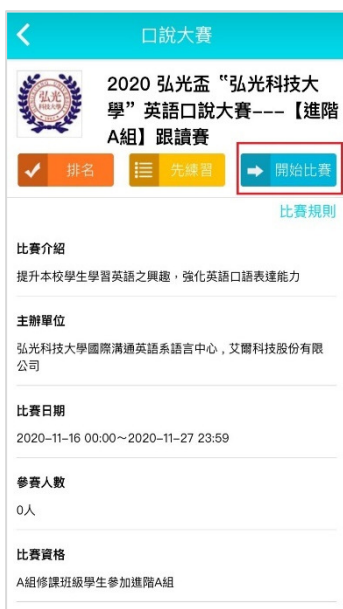 口說大賽
弘光
科技大學
2020 弘光盃 “弘光科技大
學” 英語口說大賽---【進階
A組】跟讀賽
排名
先練習
開始比賽
比賽規則
比賽介紹
提升本校學生學習英語之興趣，強化英語口語表達能力
主辦單位
弘光科技大學國際溝通英語系語言中心 , 艾爾科技股份有限
公司
比賽日期
2020-11-16 00:00～2020-11-27 23:59
參賽人數
0人
比賽資格
A組修課班級學生參加進階A組